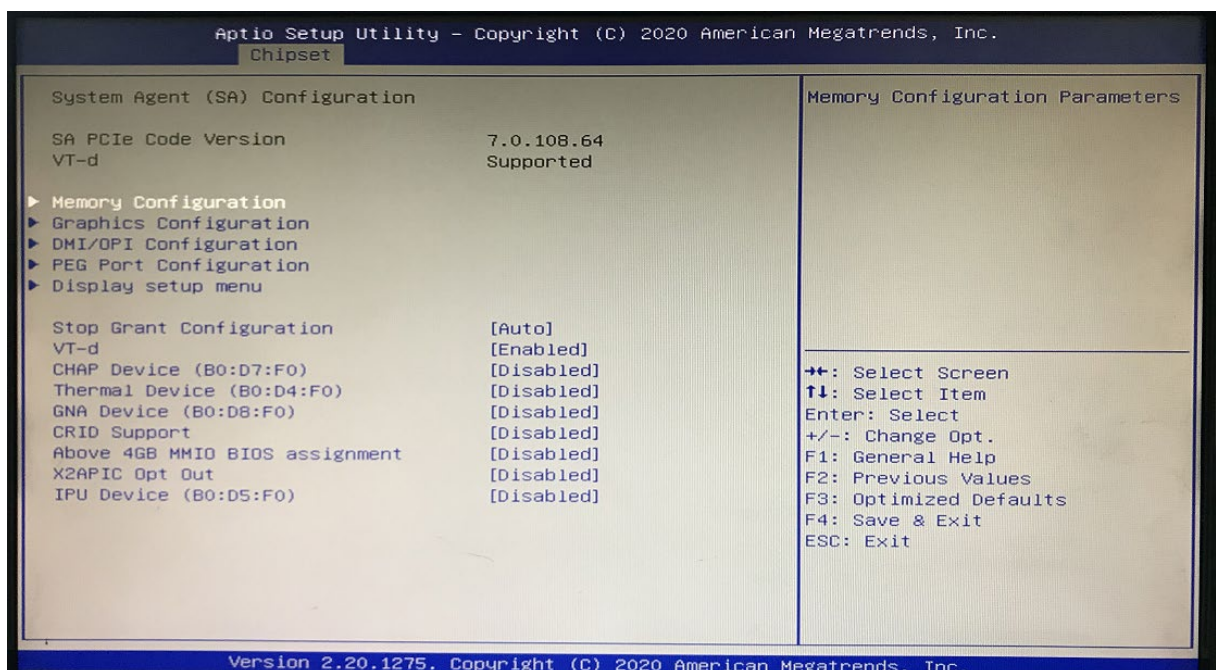 Aptio Setup Utility – Copyright (C) 2020 American Megatrends, Inc.
Chipset
System Agent (SA) Configuration
SA PCIe Code Version 7.0.108.64
VT-d Supported
► Memory Configuration
► Graphics Configuration
► DMI/OPI Configuration
► PEG Port Configuration
► Display setup menu
Stop Grant Configuration [Auto]
VT-d [Enabled]
CHAP Device (B0:D7:F0) [Disabled]
Thermal Device (B0:D4:F0) [Disabled]
GNA Device (B0:D8:F0) [Disabled]
CRID Support [Disabled]
Above 4GB MMIO BIOS assignment [Disabled]
X2APIC Opt Out [Disabled]
IPU Device (B0:D5:F0) [Disabled]
Memory Configuration Parameters
→←: Select Screen
↑↓: Select Item
Enter: Select
+/-: Change Opt.
F1: General Help
F2: Previous Values
F3: Optimized Defaults
F4: Save & Exit
ESC: Exit
Version 2.20.1275. Copyright (C) 2020 American Megatrends, Inc.